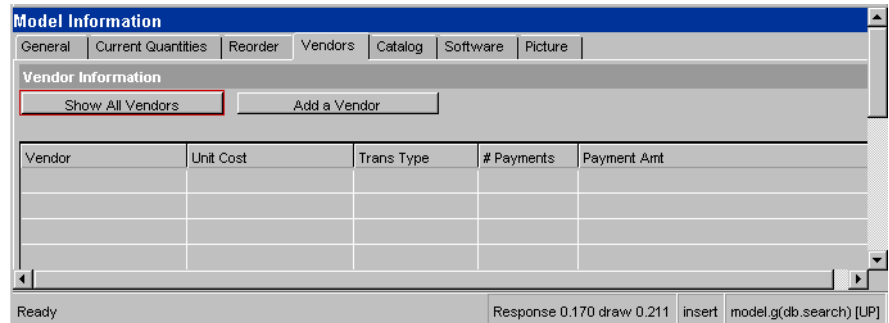 Model Information
General Current Quantities Reorder Vendors Catalog Software Picture
Vendor Information
Show All Vendors Add a Vendor
Vendor Unit Cost Trans Type # Payments Payment Amt
Ready Response 0.170 draw 0.211 insert model.g(db.search) [UP]